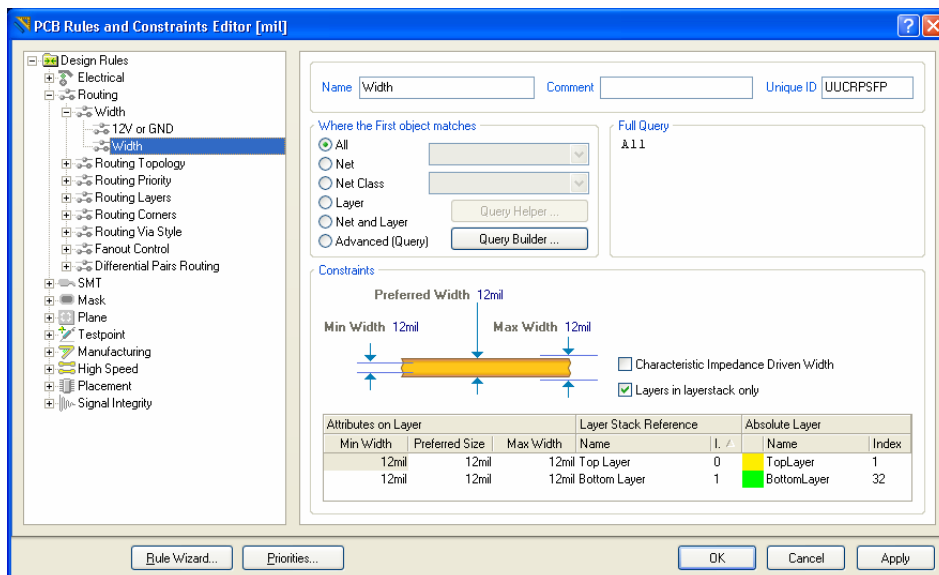 PCB Rules and Constraints Editor [mil]
Design Rules
Electrical
Routing
Width
12V or GND
Width
Routing Topology
Routing Priority
Routing Layers
Routing Corners
Routing Via Style
Fanout Control
Differential Pairs Routing
SMT
Mask
Plane
Testpoint
Manufacturing
High Speed
Placement
Signal Integrity
Name Width Comment Unique ID UUCRPSFP
Where the First object matches
All
Net
Net Class
Layer
Net and Layer
Advanced (Query)
Query Helper ...
Query Builder ...
Full Query
All
Constraints
Preferred Width 12mil
Min Width 12mil Max Width 12mil
Characteristic Impedance Driven Width
Layers in layerstack only
Attributes on Layer Layer Stack Reference Absolute Layer
Min Width Preferred Size Max Width Name I. Name Index
12mil 12mil 12mil Top Layer 0 TopLayer 1
12mil 12mil 12mil Bottom Layer 1 BottomLayer 32
Rule Wizard... Priorities... OK Cancel Apply